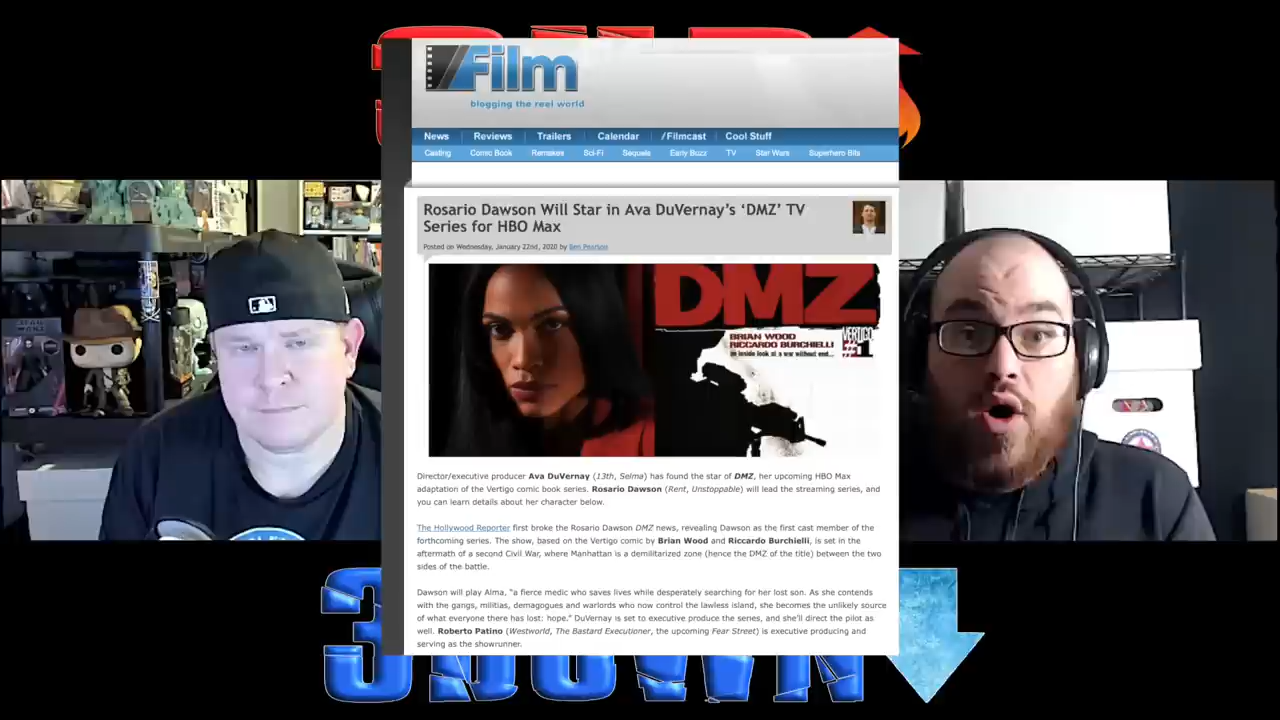 /Film
blogging the reel world
News Reviews Trailers Calendar /Filmcast Cool Stuff
Casting Comic Book Remakes Sci-Fi Sequels Early Buzz TV Star Wars Superhero Bits
Rosario Dawson Will Star in Ava DuVernay's 'DMZ' TV
Series for HBO Max
Posted on Wednesday, January 22nd, 2020 by Ben Pearson
DMZ
BRIAN WOOD
RICCARDO BURCHIELLI
an inside look at a war without end...
VERTIGO
#1
STAR WARS
Director/executive producer Ava DuVernay (13th, Selma) has found the star of DMZ, her upcoming HBO Max
adaptation of the Vertigo comic book series. Rosario Dawson (Rent, Unstoppable) will lead the streaming series, and
you can learn details about her character below.
The Hollywood Reporter first broke the Rosario Dawson DMZ news, revealing Dawson as the first cast member of the
forthcoming series. The show, based on the Vertigo comic by Brian Wood and Riccardo Burchielli, is set in the
aftermath of a second Civil War, where Manhattan is a demilitarized zone (hence the DMZ of the title) between the two
sides of the battle.
Dawson will play Alma, "a fierce medic who saves lives while desperately searching for her lost son. As she contends
with the gangs, militias, demagogues and warlords who now control the lawless island, she becomes the unlikely source
of what everyone there has lost: hope." DuVernay is set to executive produce the series, and she'll direct the pilot as
well. Roberto Patino (Westworld, The Bastard Executioner, the upcoming Fear Street) is executive producing and
serving as the showrunner.
3DOWN